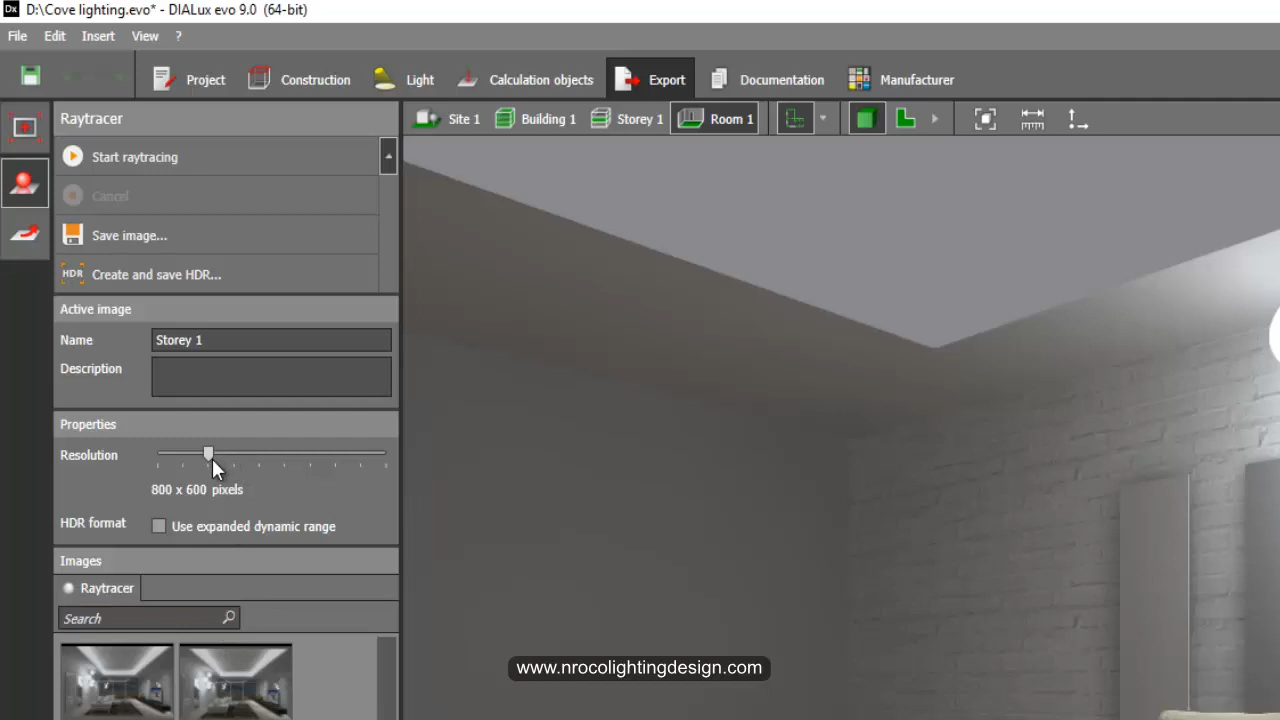 D:\Cove lighting.evo* - DIALux evo 9.0 (64-bit)
File Edit Insert View ?
Project Construction Light Calculation objects Export Documentation Manufacturer
Raytracer
Site 1 Building 1 Storey 1 Room 1
Start raytracing
Cancel
Save image...
HDR Create and save HDR...
Active image
Name Storey 1
Description
Properties
Resolution
800 x 600 pixels
HDR format Use expanded dynamic range
Images
Raytracer
Search
www.nrocolightingdesign.com